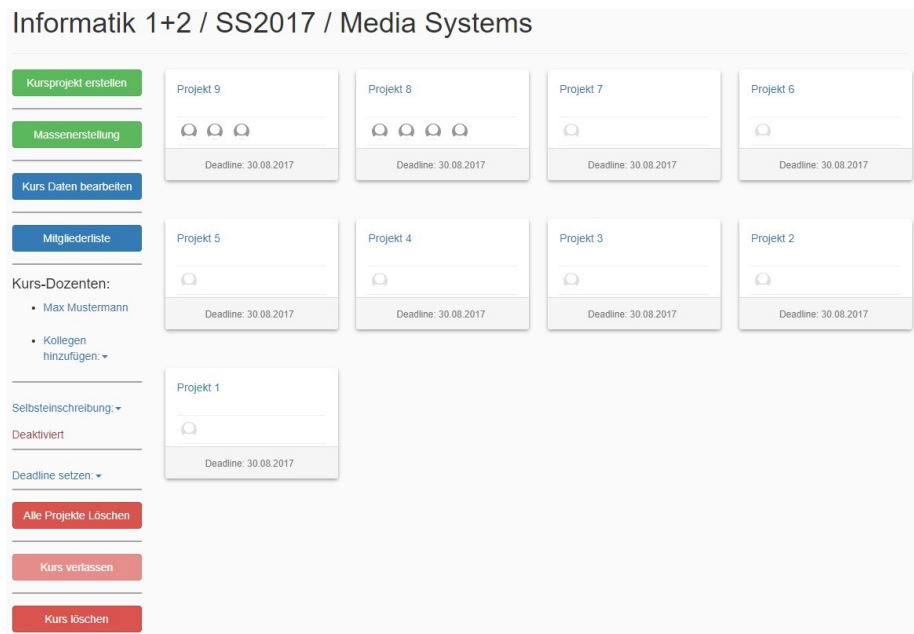 Informatik 1+2 / SS2017 / Media Systems
Kursprojekt erstellen
Massenerstellung
Kurs Daten bearbeiten
Mitgliederliste
Kurs-Dozenten:
Max Mustermann
Kollegen
hinzufügen:
Selbsteinschreibung:
Deaktiviert
Deadline setzen:
Alle Projekte Löschen
Kurs verlassen
Kurs löschen
Projekt 9
Deadline: 30.08.2017
Projekt 8
Deadline: 30.08.2017
Projekt 7
Deadline: 30.08.2017
Projekt 6
Deadline: 30.08.2017
Projekt 5
Deadline: 30.08.2017
Projekt 4
Deadline: 30.08.2017
Projekt 3
Deadline: 30.08.2017
Projekt 2
Deadline: 30.08.2017
Projekt 1
Deadline: 30.08.2017